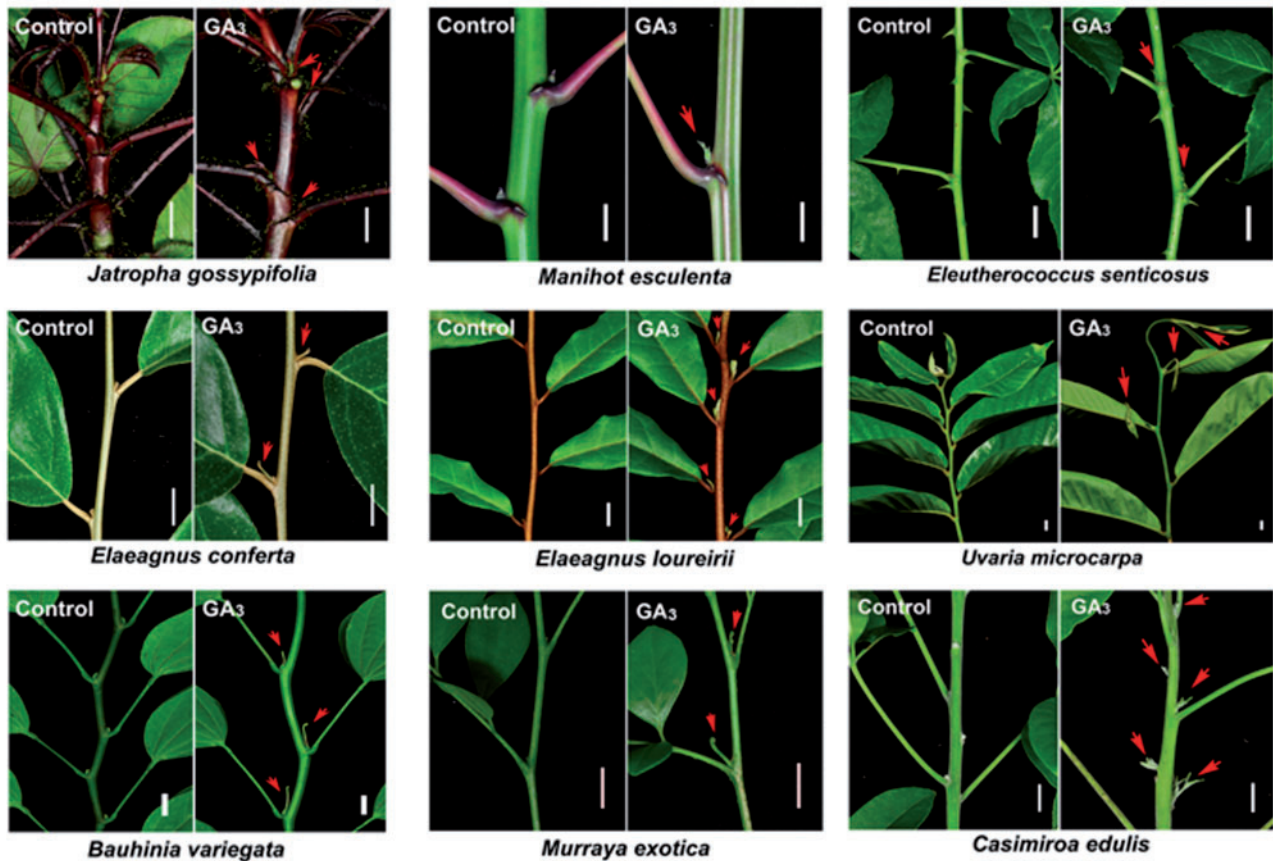 Control GA₃ Control GA₃ Control GA₃
Jatropha gossypifolia Manihot esculenta Eleutherococcus senticosus
Control GA₃ Control GA₃ Control GA₃
Elaeagnus conferta Elaeagnus loureirii Uvaria microcarpa
Control GA₃ Control GA₃ Control GA₃
Bauhinia variegata Murraya exotica Casimiroa edulis